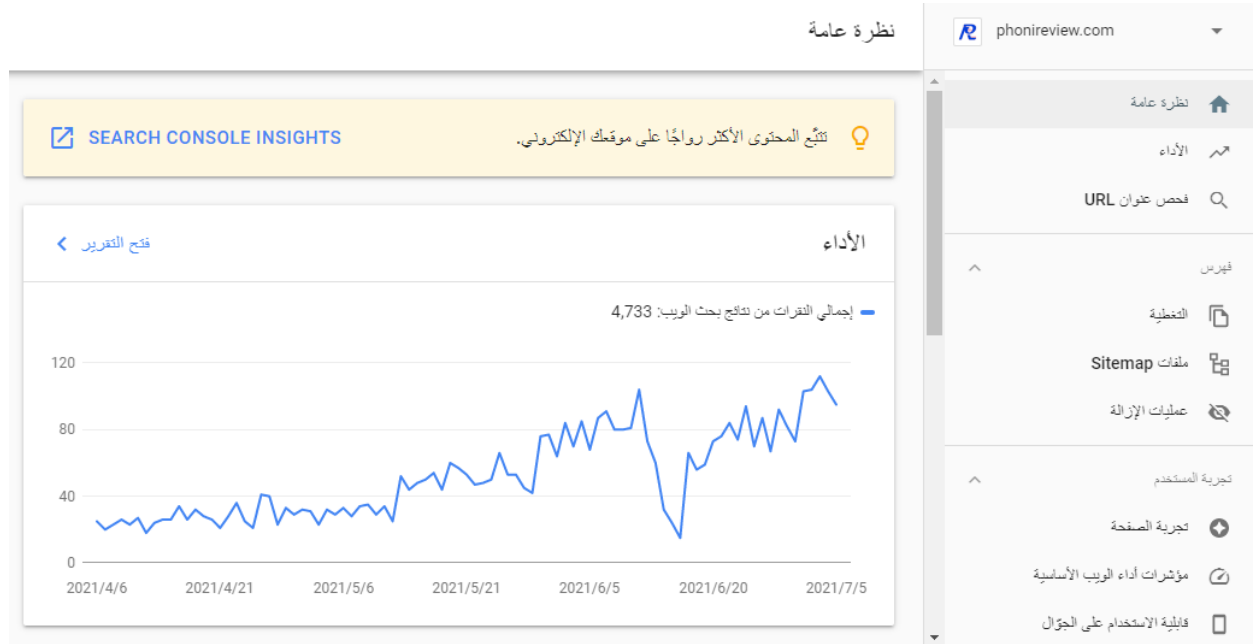 phonireview.com
نظرة عامة
نظرة عامة
الأداء
فحص عنوان URL
فهرس
التغطية
ملفات Sitemap
عمليات الإزالة
تجربة المستخدم
تجربة الصفحة
مؤشرات أداء الويب الأساسية
قابلية الاستخدام على الجوّال
تتبَّع المحتوى الأكثر رواجًا على موقعك الإلكتروني.
SEARCH CONSOLE INSIGHTS
الأداء
فتح التقرير
إجمالي النقرات من نتائج بحث الويب: 4,733
120
80
40
0
2021/4/6
2021/4/21
2021/5/6
2021/5/21
2021/6/5
2021/6/20
2021/7/5